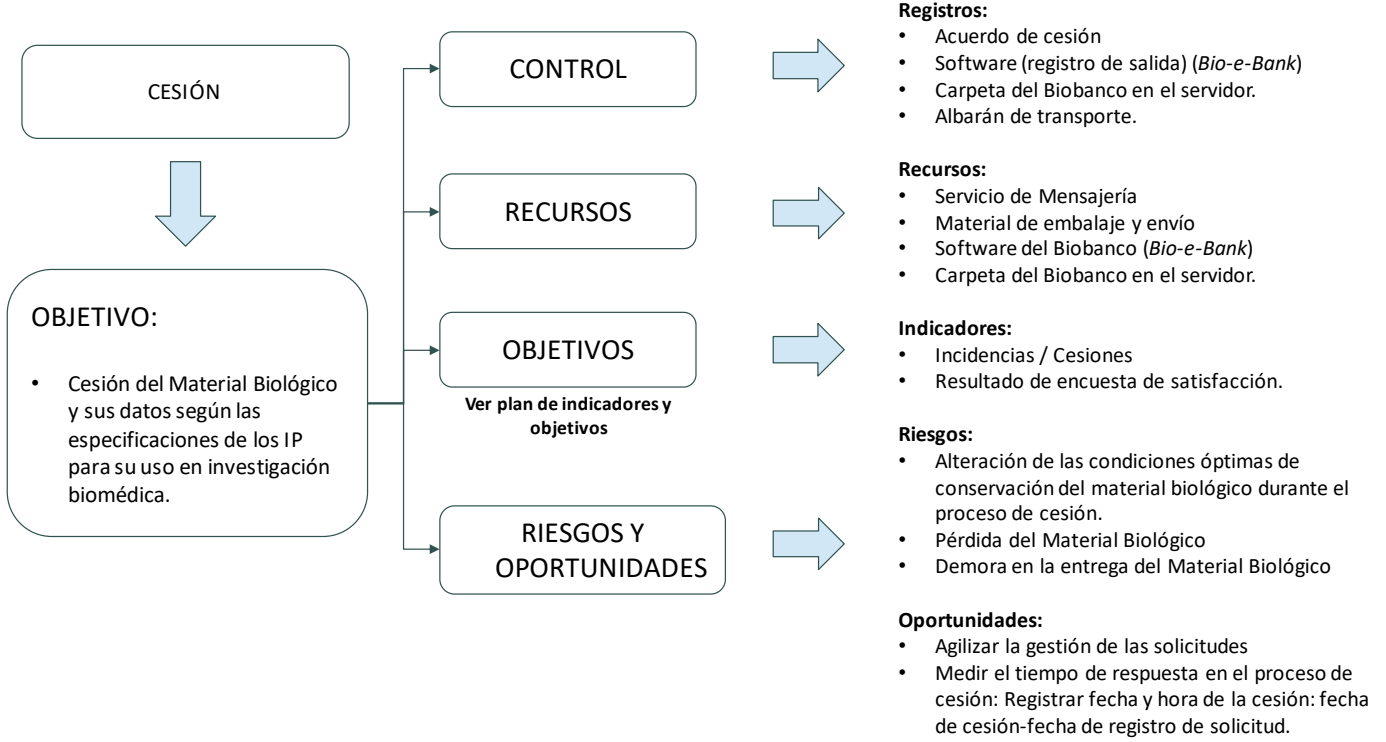 CESIÓN
OBJETIVO:
• Cesión del Material Biológico
y sus datos según las
especificaciones de los IP
para su uso en investigación
biomédica.
CONTROL
RECURSOS
OBJETIVOS
Ver plan de indicadores y
objetivos
RIESGOS Y
OPORTUNIDADES
Registros:
• Acuerdo de cesión
• Software (registro de salida) (Bio-e-Bank)
• Carpeta del Biobanco en el servidor.
• Albarán de transporte.
Recursos:
• Servicio de Mensajería
• Material de embalaje y envío
• Software del Biobanco (Bio-e-Bank)
• Carpeta del Biobanco en el servidor.
Indicadores:
• Incidencias / Cesiones
• Resultado de encuesta de satisfacción.
Riesgos:
• Alteración de las condiciones óptimas de
conservación del material biológico durante el
proceso de cesión.
• Pérdida del Material Biológico
• Demora en la entrega del Material Biológico
Oportunidades:
• Agilizar la gestión de las solicitudes
• Medir el tiempo de respuesta en el proceso de
cesión: Registrar fecha y hora de la cesión: fecha
de cesión-fecha de registro de solicitud.